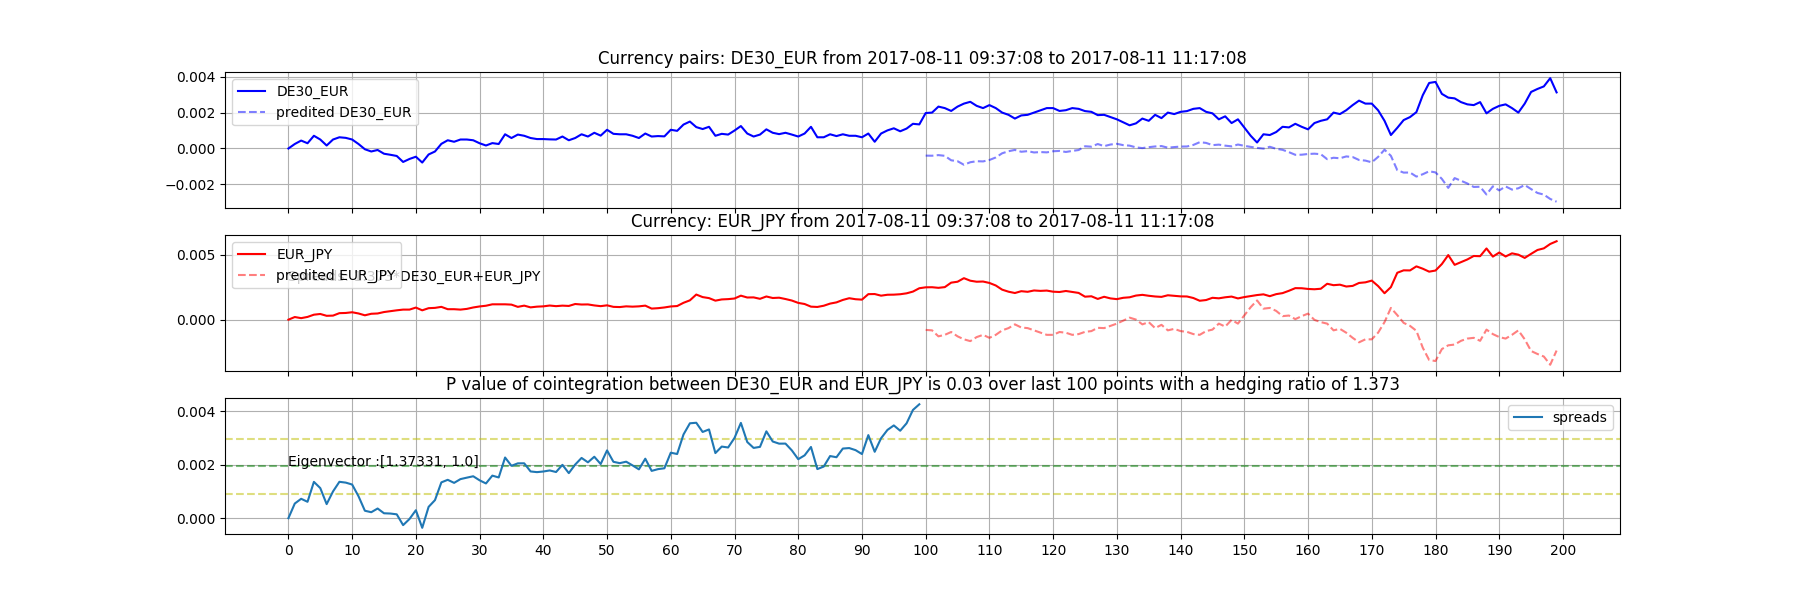 Currency pairs: DE30_EUR from 2017-08-11 09:37:08 to 2017-08-11 11:17:08
0.004
0.002
0.000
−0.002
DE30_EUR
predited DE30_EUR
Currency: EUR_JPY from 2017-08-11 09:37:08 to 2017-08-11 11:17:08
0.005
0.000
EUR_JPY
predited EUR_JPY
DE30_EUR+EUR_JPY
P value of cointegration between DE30_EUR and EUR_JPY is 0.03 over last 100 points with a hedging ratio of 1.373
0.004
0.002
0.000
spreads
Eigenvector :[1.37331, 1.0]
0 10 20 30 40 50 60 70 80 90 100 110 120 130 140 150 160 170 180 190 200